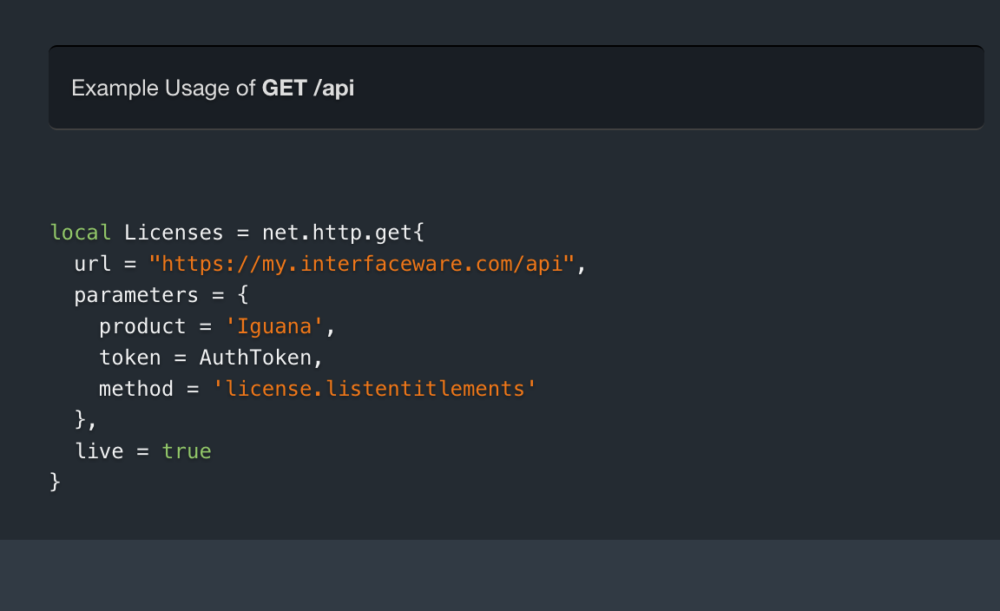 Example Usage of GET /api
local Licenses = net.http.get{
  url = "https://my.interfaceware.com/api",
  parameters = {
    product = 'Iguana',
    token = AuthToken,
    method = 'license.listentitlements'
  },
  live = true
}